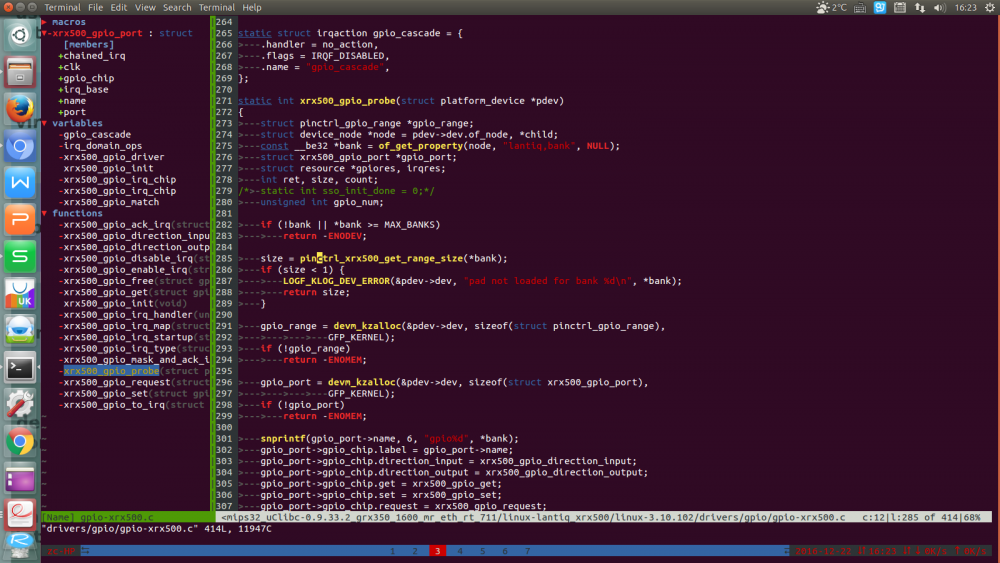 Terminal File Edit View Search Terminal Help
2°C
16:23
▶ macros
▼-xrx500_gpio_port : struct
[members]
+chained_irq
+clk
+gpio_chip
+irq_base
+name
+port
▼ variables
-gpio_cascade
-irq_domain_ops
-xrx500_gpio_driver
xrx500_gpio_init
-xrx500_gpio_irq_chip
-xrx500_gpio_irq_chip
-xrx500_gpio_match
▼ functions
-xrx500_gpio_ack_irq(struct
-xrx500_gpio_direction_inpu
-xrx500_gpio_direction_outp
-xrx500_gpio_disable_irq(st
-xrx500_gpio_enable_irq(str
-xrx500_gpio_free(struct gp
-xrx500_gpio_get(struct gpi
-xrx500_gpio_init(void)
-xrx500_gpio_irq_handler(un
-xrx500_gpio_irq_map(struct
-xrx500_gpio_irq_startup(st
-xrx500_gpio_irq_type(struc
-xrx500_gpio_mask_and_ack_i
-xrx500_gpio_probe(struct p
-xrx500_gpio_request(struct
-xrx500_gpio_set(struct gpi
-xrx500_gpio_to_irq(struct
[Name] gpio-xrx500.c
264
265 static struct irqaction gpio_cascade = {
266 >---.handler = no_action,
267 >---.flags = IRQF_DISABLED,
268 >---.name = "gpio_cascade",
269 };
270
271 static int xrx500_gpio_probe(struct platform_device *pdev)
272 {
273 >---struct pinctrl_gpio_range *gpio_range;
274 >---struct device_node *node = pdev->dev.of_node, *child;
275 >---const __be32 *bank = of_get_property(node, "lantiq,bank", NULL);
276 >---struct xrx500_gpio_port *gpio_port;
277 >---struct resource *gpiores, irqres;
278 >---int ret, size, count;
279 /*>-static int sso_init_done = 0;*/
280 >---unsigned int gpio_num;
281
282 >---if (!bank || *bank >= MAX_BANKS)
283 >--->---return -ENODEV;
284
285 >---size = pinctrl_xrx500_get_range_size(*bank);
286 >---if (size < 1) {
287 >--->---LOGF_KLOG_DEV_ERROR(&pdev->dev, "pad not loaded for bank %d\n", *bank);
288 >--->---return size;
289 >---}
290
291 >---gpio_range = devm_kzalloc(&pdev->dev, sizeof(struct pinctrl_gpio_range),
292 >--->--->--->---GFP_KERNEL);
293 >---if (!gpio_range)
294 >--->---return -ENOMEM;
295
296 >---gpio_port = devm_kzalloc(&pdev->dev, sizeof(struct xrx500_gpio_port),
297 >--->--->--->---GFP_KERNEL);
298 >---if (!gpio_port)
299 >--->---return -ENOMEM;
300
301 >---snprintf(gpio_port->name, 6, "gpio%d", *bank);
302 >---gpio_port->gpio_chip.label = gpio_port->name;
303 >---gpio_port->gpio_chip.direction_input = xrx500_gpio_direction_input;
304 >---gpio_port->gpio_chip.direction_output = xrx500_gpio_direction_output;
305 >---gpio_port->gpio_chip.get = xrx500_gpio_get;
306 >---gpio_port->gpio_chip.set = xrx500_gpio_set;
307 >---gpio_port->gpio_chip.request = xrx500_gpio_request;
<mips32_uClibc-0.9.33.2_grx350_1600_mr_eth_rt_711/linux-lantiq_xrx500/linux-3.10.102/drivers/gpio/gpio-xrx500.c c:12|l:285 of 414|68%
"drivers/gpio/gpio-xrx500.c" 414L, 11947C
1 2 3 4 5 6 7